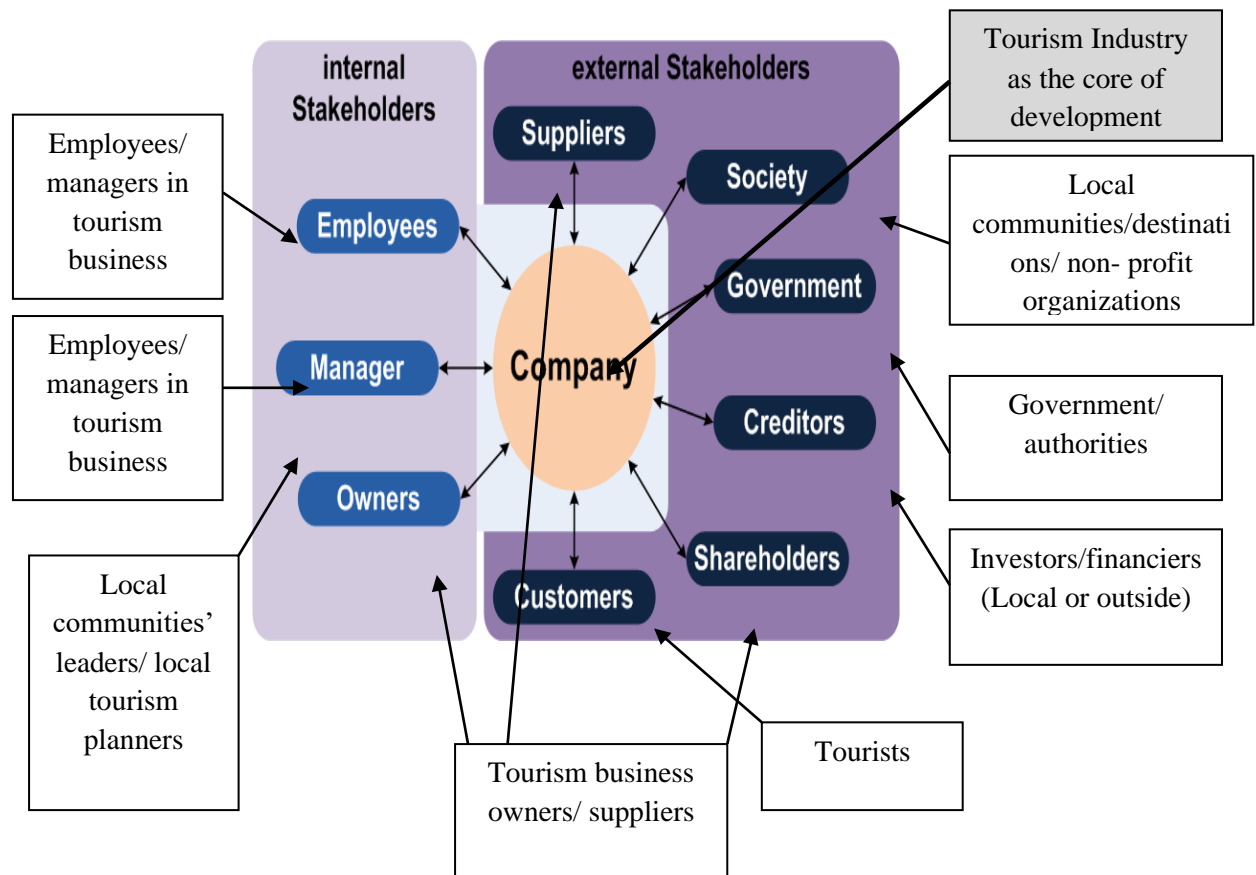 internal
Stakeholders
external Stakeholders
Tourism Industry
as the core of
development
Employees/
managers in
tourism
business
Suppliers
Society
Local
communities/destinati
ons/ non- profit
organizations
Employees
Government
Employees/
managers in
tourism
business
Manager
Company
Creditors
Government/
authorities
Owners
Shareholders
Customers
Investors/financiers
(Local or outside)
Local
communities’
leaders/ local
tourism
planners
Tourism business
owners/ suppliers
Tourists